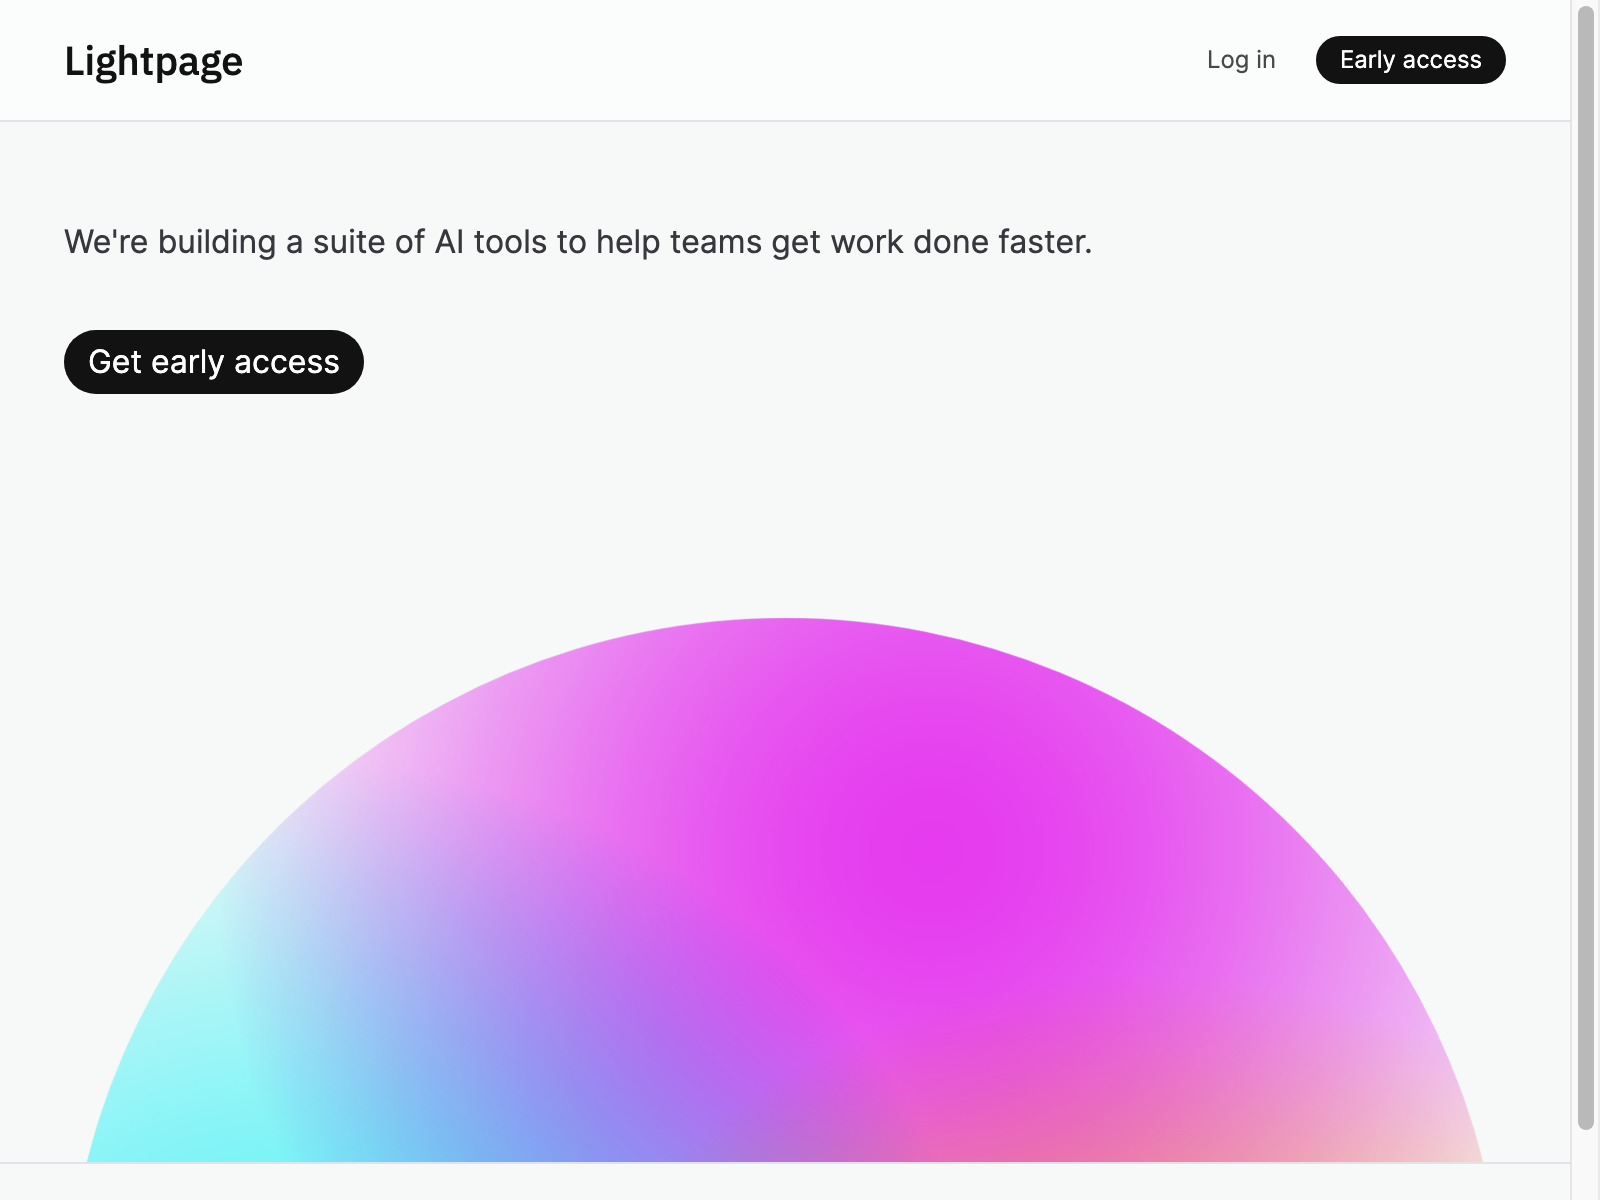 Lightpage
Log in
Early access
We're building a suite of AI tools to help teams get work done faster.
Get early access